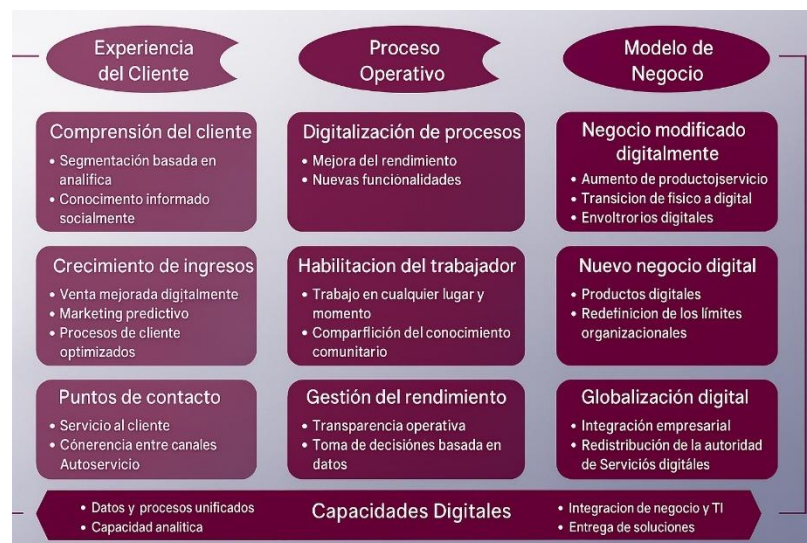 Experiencia
del Cliente
Proceso
Operativo
Modelo de
Negocio
Comprensión del cliente
• Segmentación basada en
analifica
• Conocimiento informado
socialmente
Digitalización de procesos
• Mejora del rendimiento
• Nuevas funcionalidades
Negocio modificado
digitalmente
• Aumento de productojservicio
• Transicion de fisico a digital
• Envoltrorios digitales
Crecimiento de ingresos
• Venta mejorada digitalmente
• Marketing predictivo
• Procesos de cliente
optimizados
Habilitacion del trabajador
• Trabajo en cualquier lugar y
momento
• Comparflición del conocimiento
comunitario
Nuevo negocio digital
• Productos digitales
• Redefinicion de los límites
organizacionales
Puntos de contacto
• Servicio al cliente
• Cónerencia entre canales
Autoservicio
Gestión del rendimiento
• Transparencia operativa
• Toma de decisiónes basada en
datos
Globalización digital
• Integración empresarial
• Redistribución de la autoridad
de Serviciós digitáles
• Datos y procesos unificados
• Capacidad analitica
Capacidades Digitales
• Integracion de negocio y TI
• Entrega de soluciones